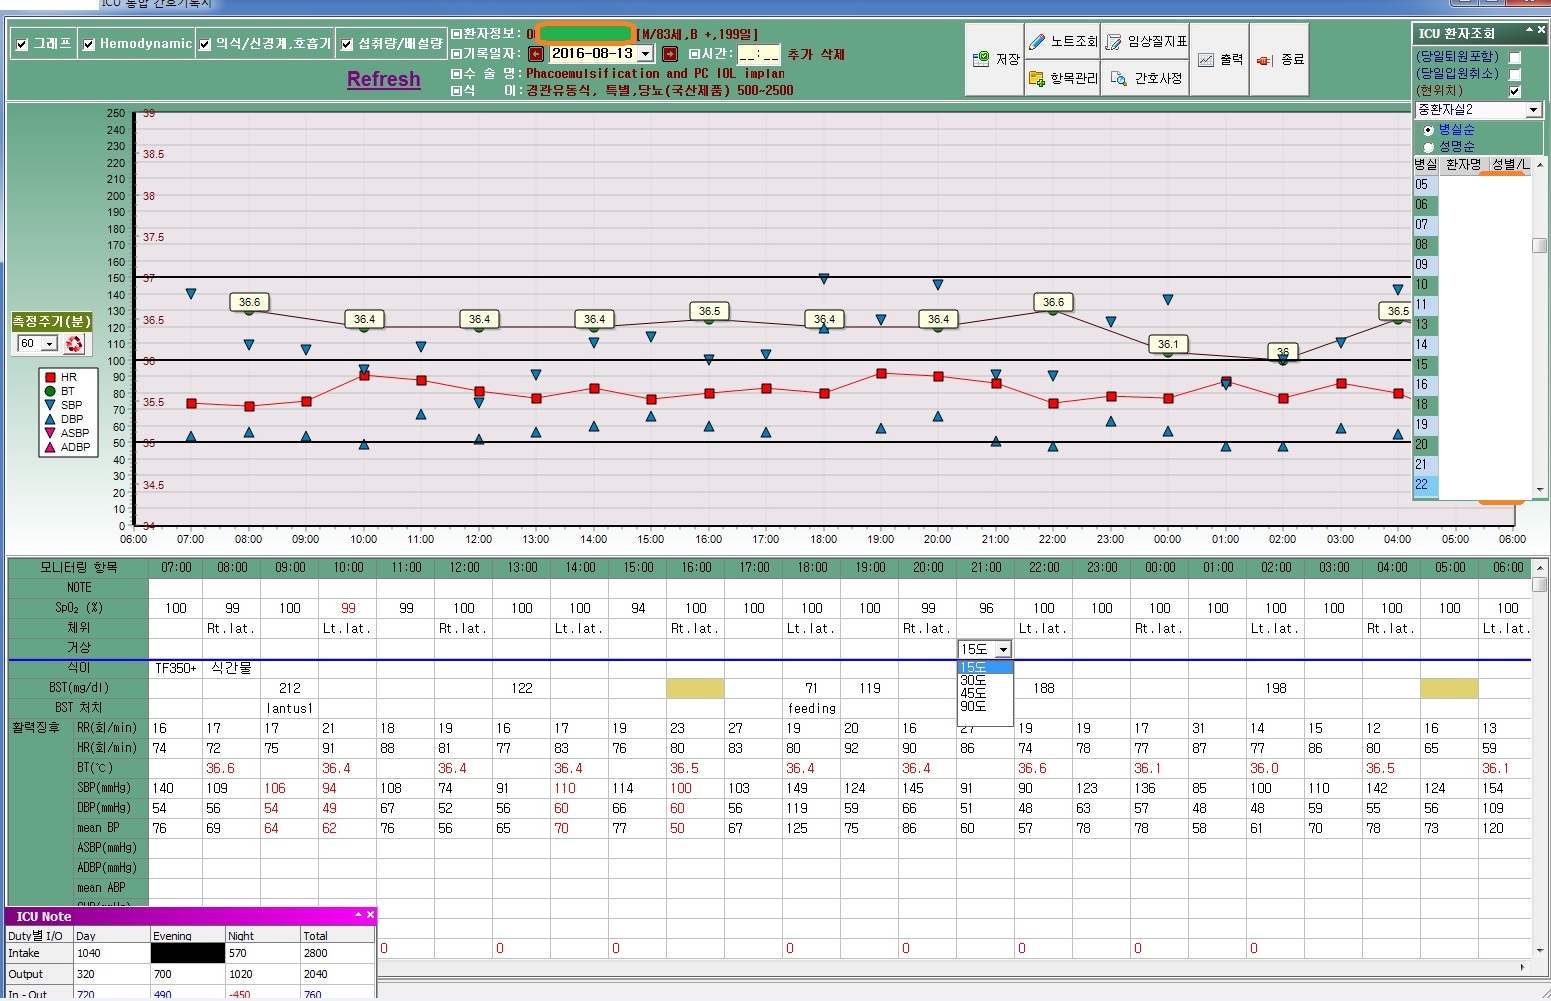 ICU 통합 간호기록지
그래프 Hemodynamic 의식/신경계,호흡기 섭취량/배설량
Refresh
환자정보: [M/83세,B +,199일]
기록일자: 2016-08-13 시간: __:__ 추가 삭제
수 술 명: Phacoemulsification and PC IOL implan
식 이: 경관유동식, 특별,당뇨(국산제품) 500~2500
저장 노트조회 임상질지표 출력 종료
항목관리 간호사정
ICU 환자조회
(당일퇴원포함)
(당일입원취소)
(현위치)
중환자실2
병실순
성명순
병실 환자명 성별/L
05
06
07
08
09
10
11
13
14
15
16
18
19
20
21
22
측정주기(분)
60
HR
BT
SBP
DBP
ASBP
ADBP
250 39
240
230 38.5
220
210
200 38
190
180 37.5
170
160
150 37
140
130 36.5
120
110
100 36
90
80 35.5
70
60
50 35
40
30 34.5
20
10
0 34
36.6 36.4 36.4 36.4 36.5 36.4 36.4 36.6 36.1 36 36.5
06:00 07:00 08:00 09:00 10:00 11:00 12:00 13:00 14:00 15:00 16:00 17:00 18:00 19:00 20:00 21:00 22:00 23:00 00:00 01:00 02:00 03:00 04:00 05:00 06:00
모니터링 항목 07:00 08:00 09:00 10:00 11:00 12:00 13:00 14:00 15:00 16:00 17:00 18:00 19:00 20:00 21:00 22:00 23:00 00:00 01:00 02:00 03:00 04:00 05:00 06:00
NOTE
SpO₂ (%) 100 99 100 99 99 100 100 100 94 100 100 100 100 99 96 100 100 100 100 100 100 100 100 100
체위 Rt.lat. Lt.lat. Rt.lat. Lt.lat. Rt.lat. Lt.lat. Rt.lat. Lt.lat. Rt.lat. Lt.lat. Rt.lat. Lt.lat.
거상 15도
15도
30도
45도
90도
식이 TF350+ 식간물
BST(mg/dl) 212 122 71 119 188 198
BST 처치 lantus1 feeding
활력징후 RR(회/min) 16 17 17 21 18 19 16 17 19 23 26 19 20 16 27 19 19 17 31 14 15 12 16 13
HR(회/min) 74 72 75 91 88 81 77 83 76 80 83 80 92 90 86 74 78 77 87 77 86 80 65 59
BT(℃) 36.6 36.4 36.4 36.4 36.5 36.4 36.4 36.6 36.1 36.0 36.5 36.1
SBP(mmHg) 140 109 106 94 108 74 91 110 114 100 103 149 124 145 91 90 123 136 85 100 110 142 124 154
DBP(mmHg) 54 56 54 49 67 52 56 60 66 60 56 119 59 66 51 48 63 57 48 48 59 55 56 109
mean BP 76 69 64 62 76 56 65 70 77 50 67 125 75 86 60 57 78 78 58 61 70 78 73 120
ASBP(mmHg)
ADBP(mmHg)
mean ABP
0 0 0 0 0 0 0 0
ICU Note
Duty별 I/O Day Evening Night Total
Intake 1040 570 2800
Output 320 700 1020 2040
In - Out 720 490 -450 760